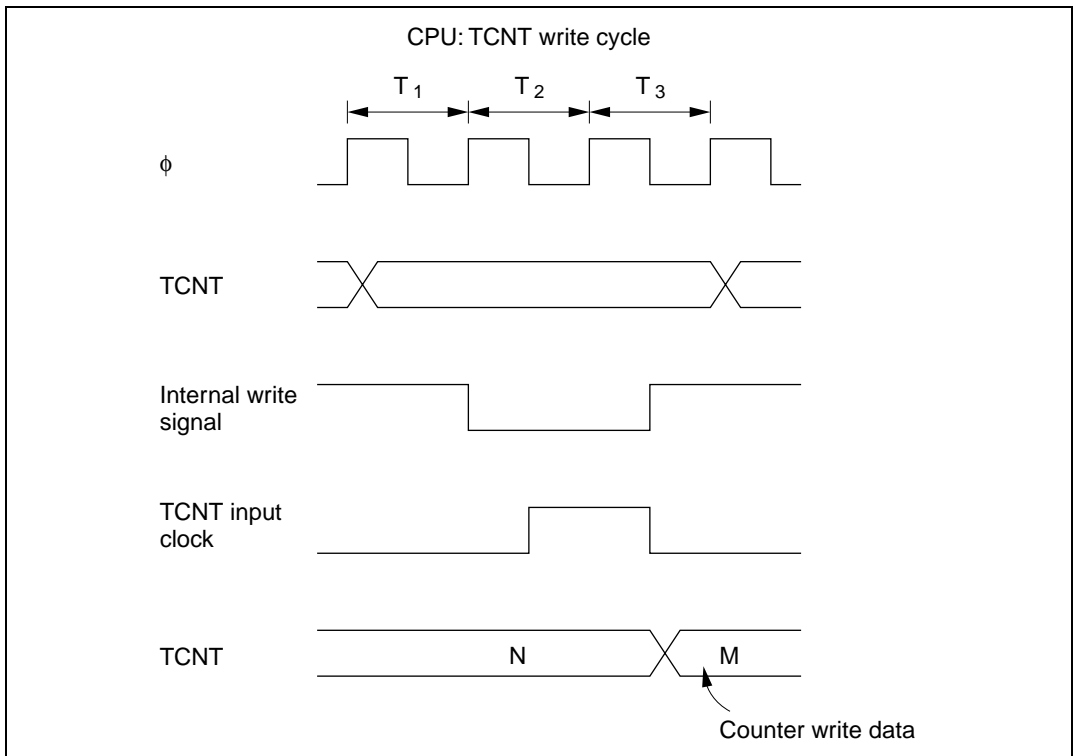 CPU: TCNT write cycle
T 1 T 2 T 3
ϕ
TCNT
Internal write
signal
TCNT input
clock
TCNT N M
Counter write data